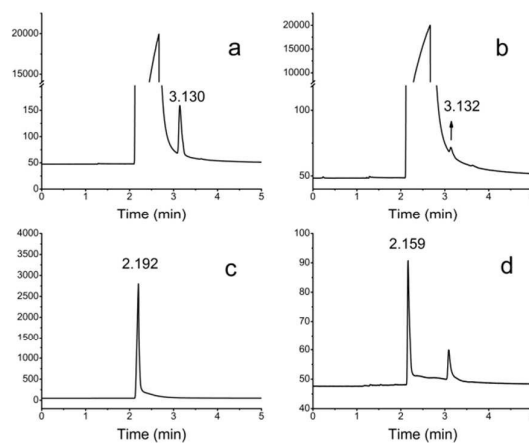 20000
15000
150
100
50
0
a
3.130
0 1 2 3 4 5
Time (min)
20000
15000
10000
100
50
b
3.132
0 1 2 3 4
Time (min)
4000
3500
3000
2500
2000
1500
1000
500
0
c
2.192
0 1 2 3 4 5
Time (min)
100
90
80
70
60
50
40
d
2.159
0 1 2 3 4
Time (min)